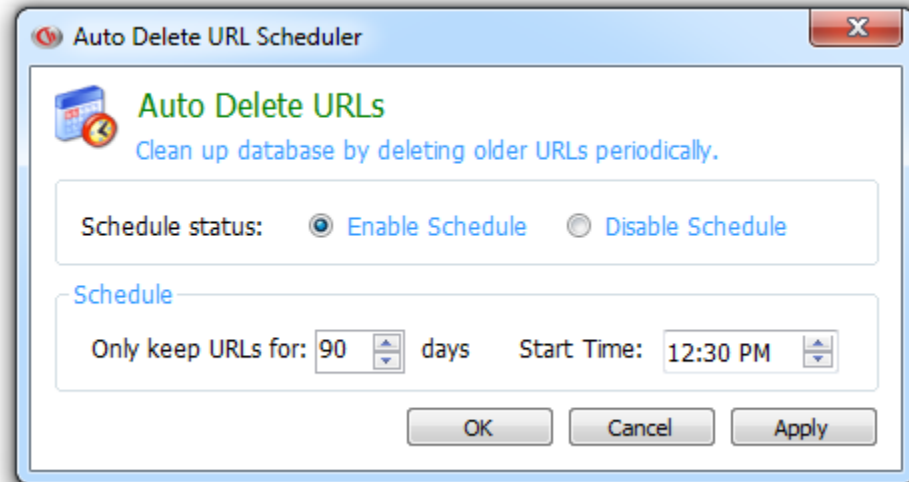 Auto Delete URL Scheduler
Auto Delete URLs
Clean up database by deleting older URLs periodically.
Schedule status: Enable Schedule Disable Schedule
Schedule
Only keep URLs for: 90 days Start Time: 12:30 PM
OK Cancel Apply